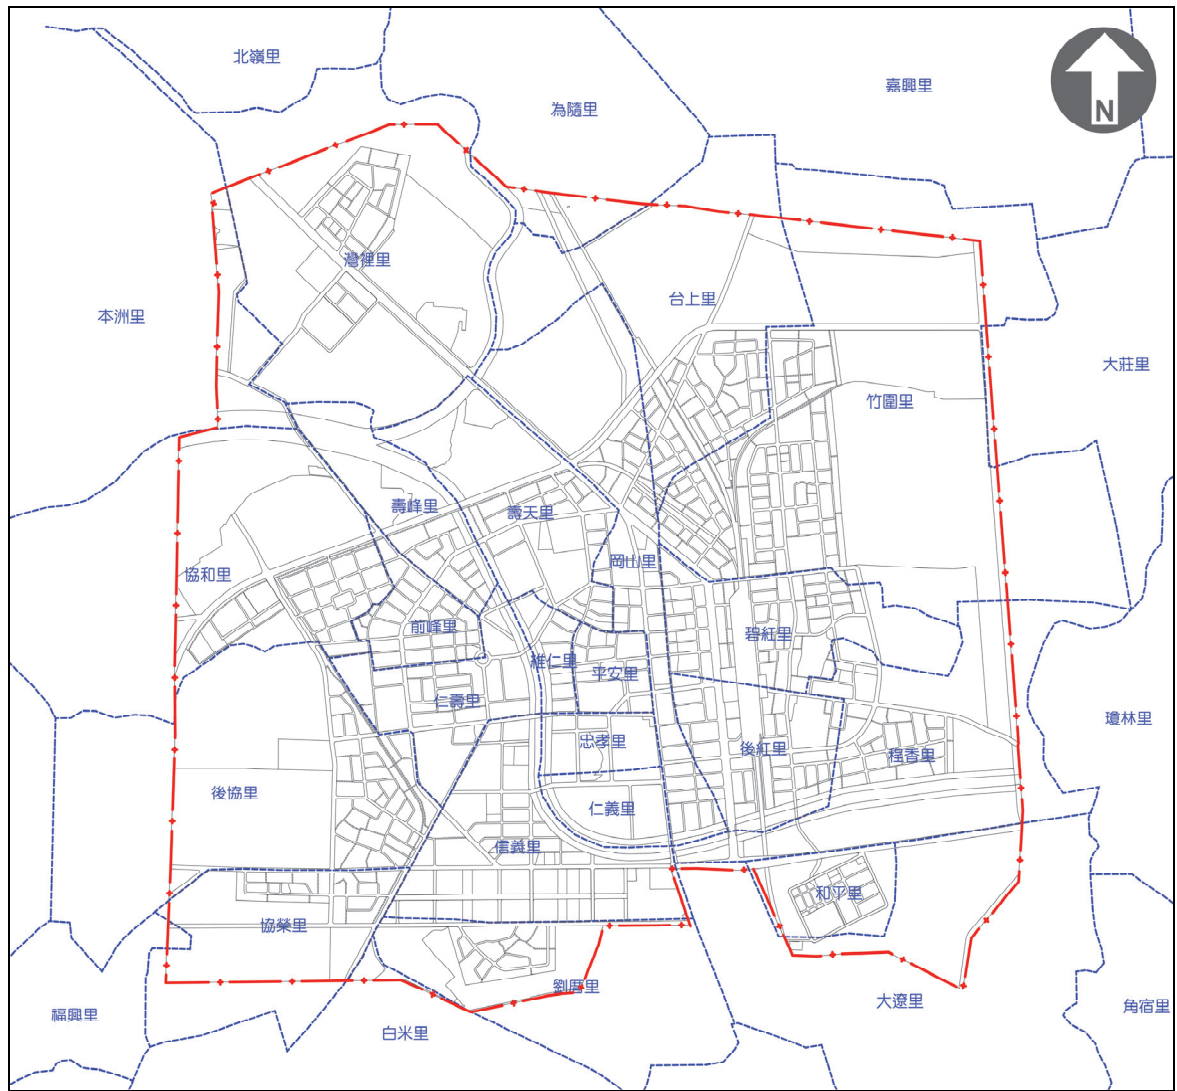 北嶺里
嘉興里
為隨里
N
灣裡里
台上里
本洲里
大莊里
竹圍里
壽峰里
壽天里
岡山里
協和里
前峰里
碧紅里
維仁里
平安里
仁壽里
瓊林里
忠孝里
後紅里
程香里
後協里
仁義里
信義里
和平里
協榮里
劉厝里
大遼里
福興里
角宿里
白米里